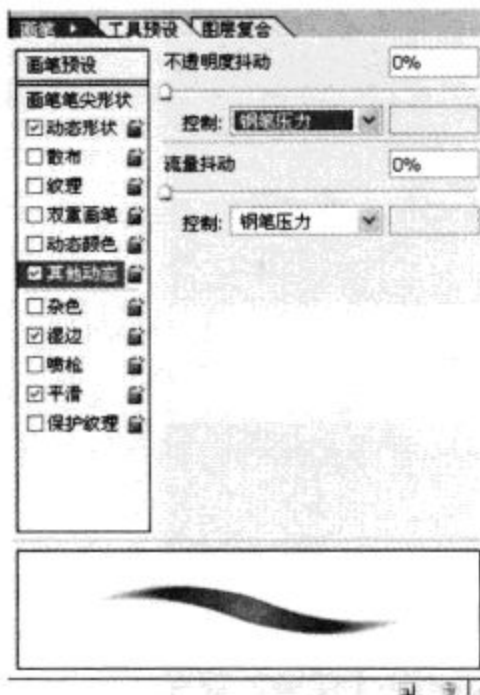 画笔 工具预设 图层复合
画笔预设
画笔笔尖形状
动态形状
散布
纹理
双重画笔
动态颜色
其他动态
杂色
湿边
喷枪
平滑
保护纹理
不透明度抖动 0%
控制: 钢笔压力
流量抖动 0%
控制: 钢笔压力